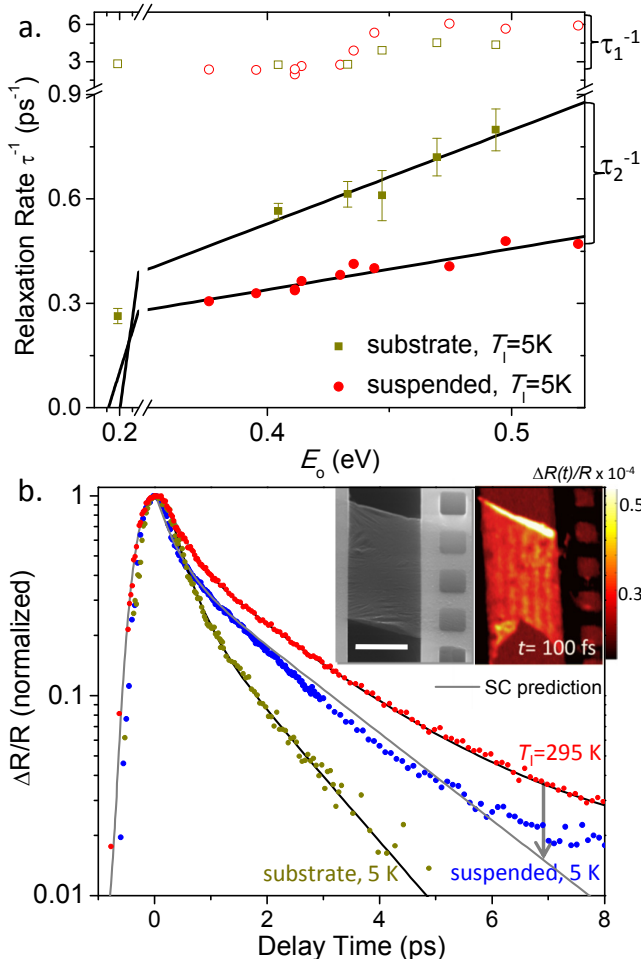 a.
6
3
0.9
0.6
0.3
0.0
Relaxation Rate τ⁻¹ (ps⁻¹)
τ₁⁻¹
τ₂⁻¹
substrate, Tₗ=5K
suspended, Tₗ=5K
0.2 0.4 0.5
Eₒ (eV)
b.
ΔR(t)/R x 10⁻⁴
0.5
0.3
t= 100 fs
SC prediction
Tₗ=295 K
substrate, 5 K
suspended, 5 K
1
0.1
0.01
ΔR/R (normalized)
0 2 4 6 8
Delay Time (ps)